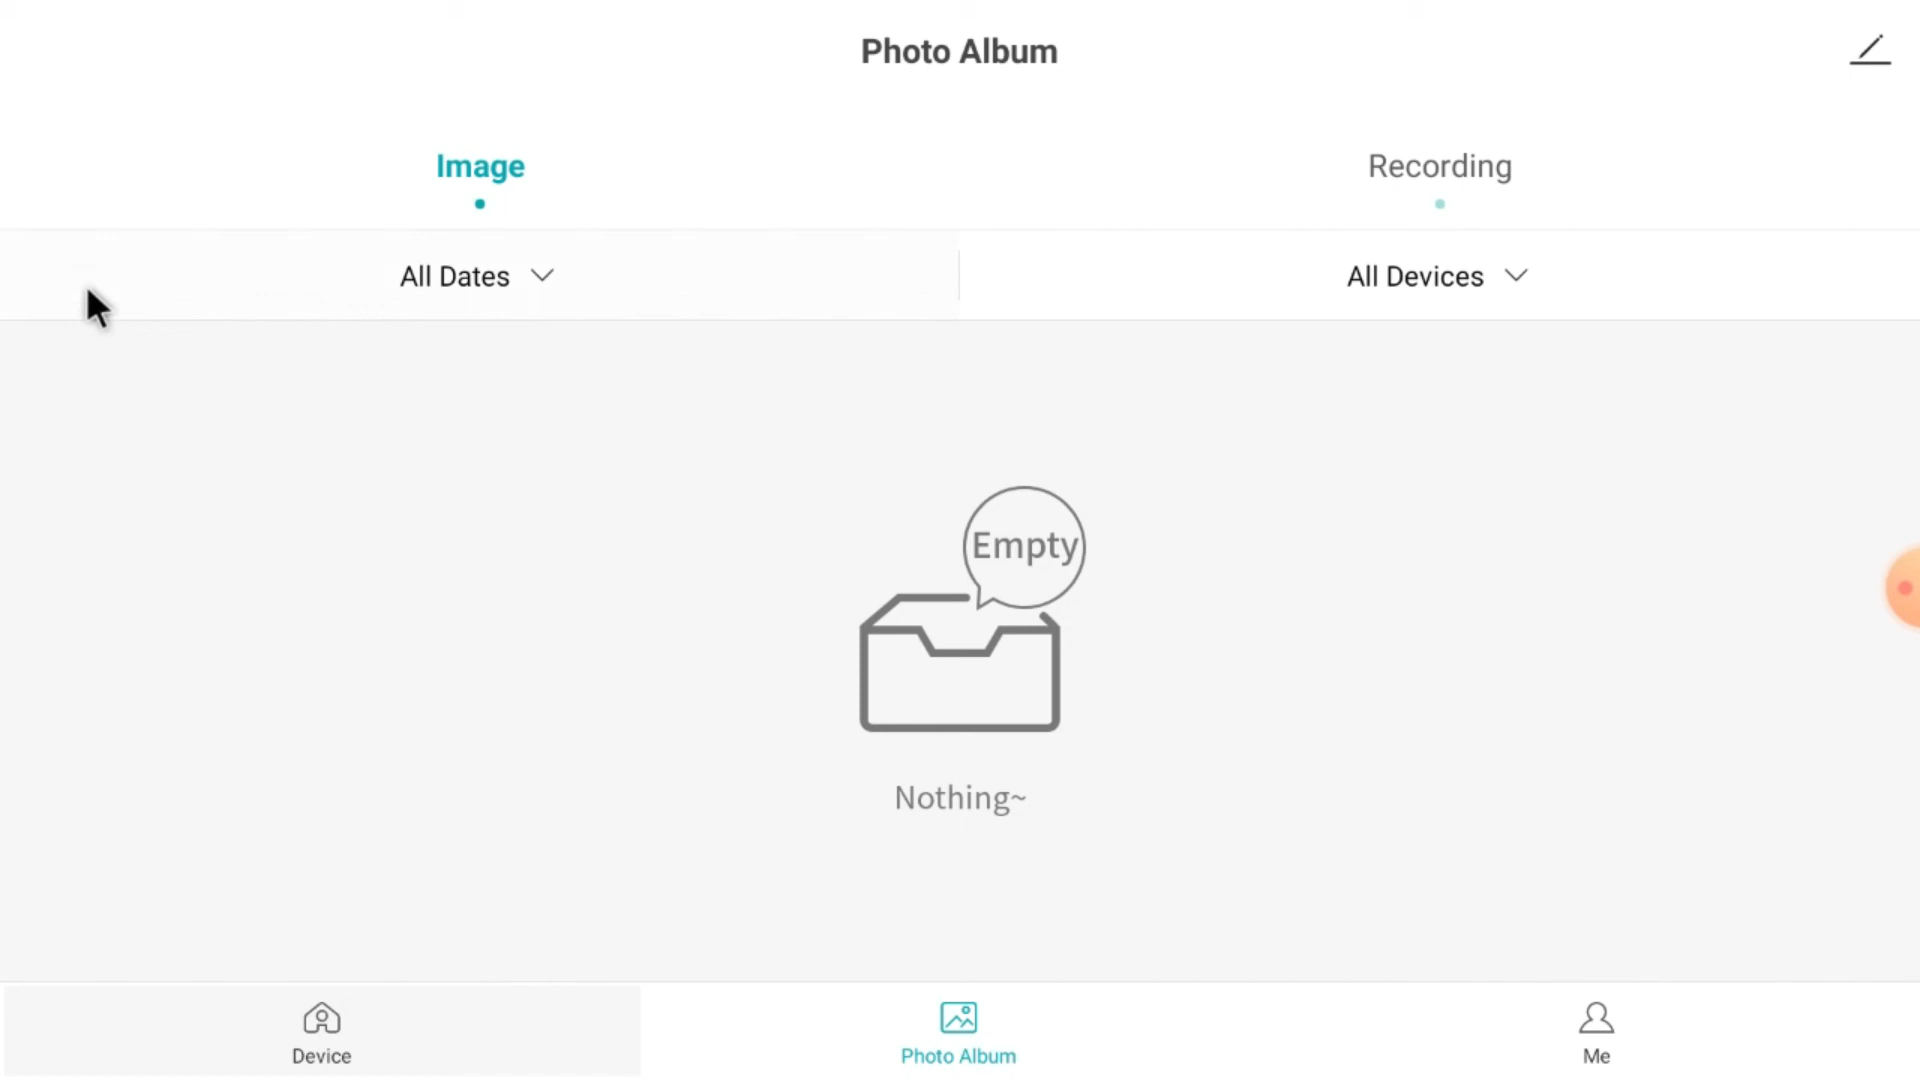 Photo Album
Image
Recording
All Dates
All Devices
Empty
Nothing~
Device
Photo Album
Me